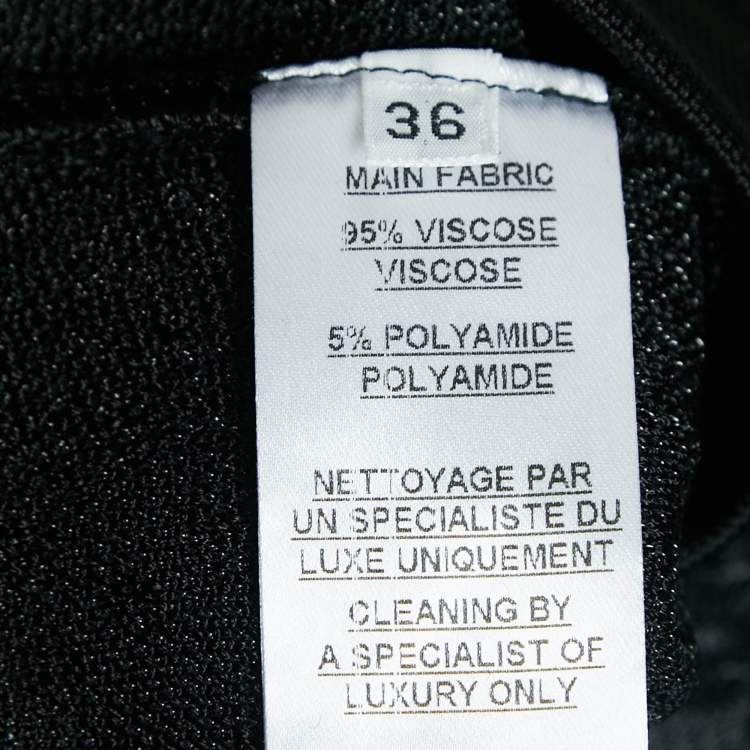 36
MAIN FABRIC
95% VISCOSE
VISCOSE
5% POLYAMIDE
POLYAMIDE
NETTOYAGE PAR
UN SPECIALISTE DU
LUXE UNIQUEMENT
CLEANING BY
A SPECIALIST OF
LUXURY ONLY